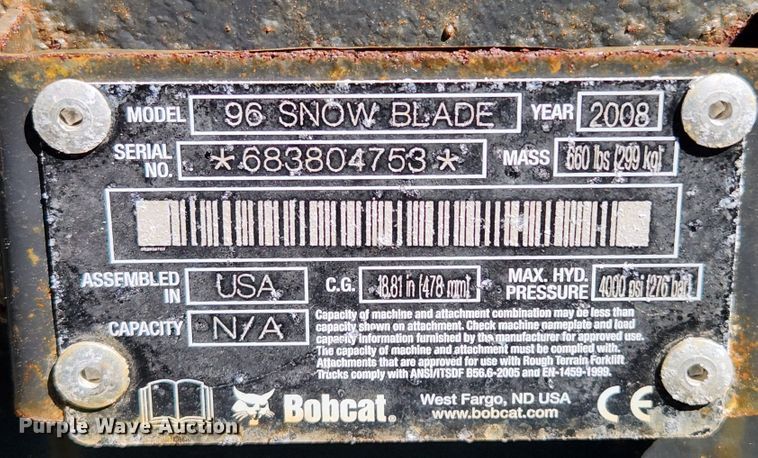 MODEL 96 SNOW BLADE YEAR 2008
SERIAL NO. *683804753* MASS 660 lbs (299 kg)
ASSEMBLED IN USA C.G. 18.81 in (478 mm) MAX. HYD. PRESSURE 4000 psi (276 bar)
CAPACITY N/A
Capacity of machine and attachment combination may be less than
capacity shown on attachment. Check machine nameplate and load
capacity information furnished by the manufacturer for approved use.
The capacity of machine and attachment must be complied with.
Attachments that are approved for use with Rough Terrain Forklift
Trucks comply with ANSI/ITSDF B56.6-2005 and EN-1459-1999.
Bobcat. West Fargo, ND USA
www.bobcat.com
CE
Purple Wave Auction